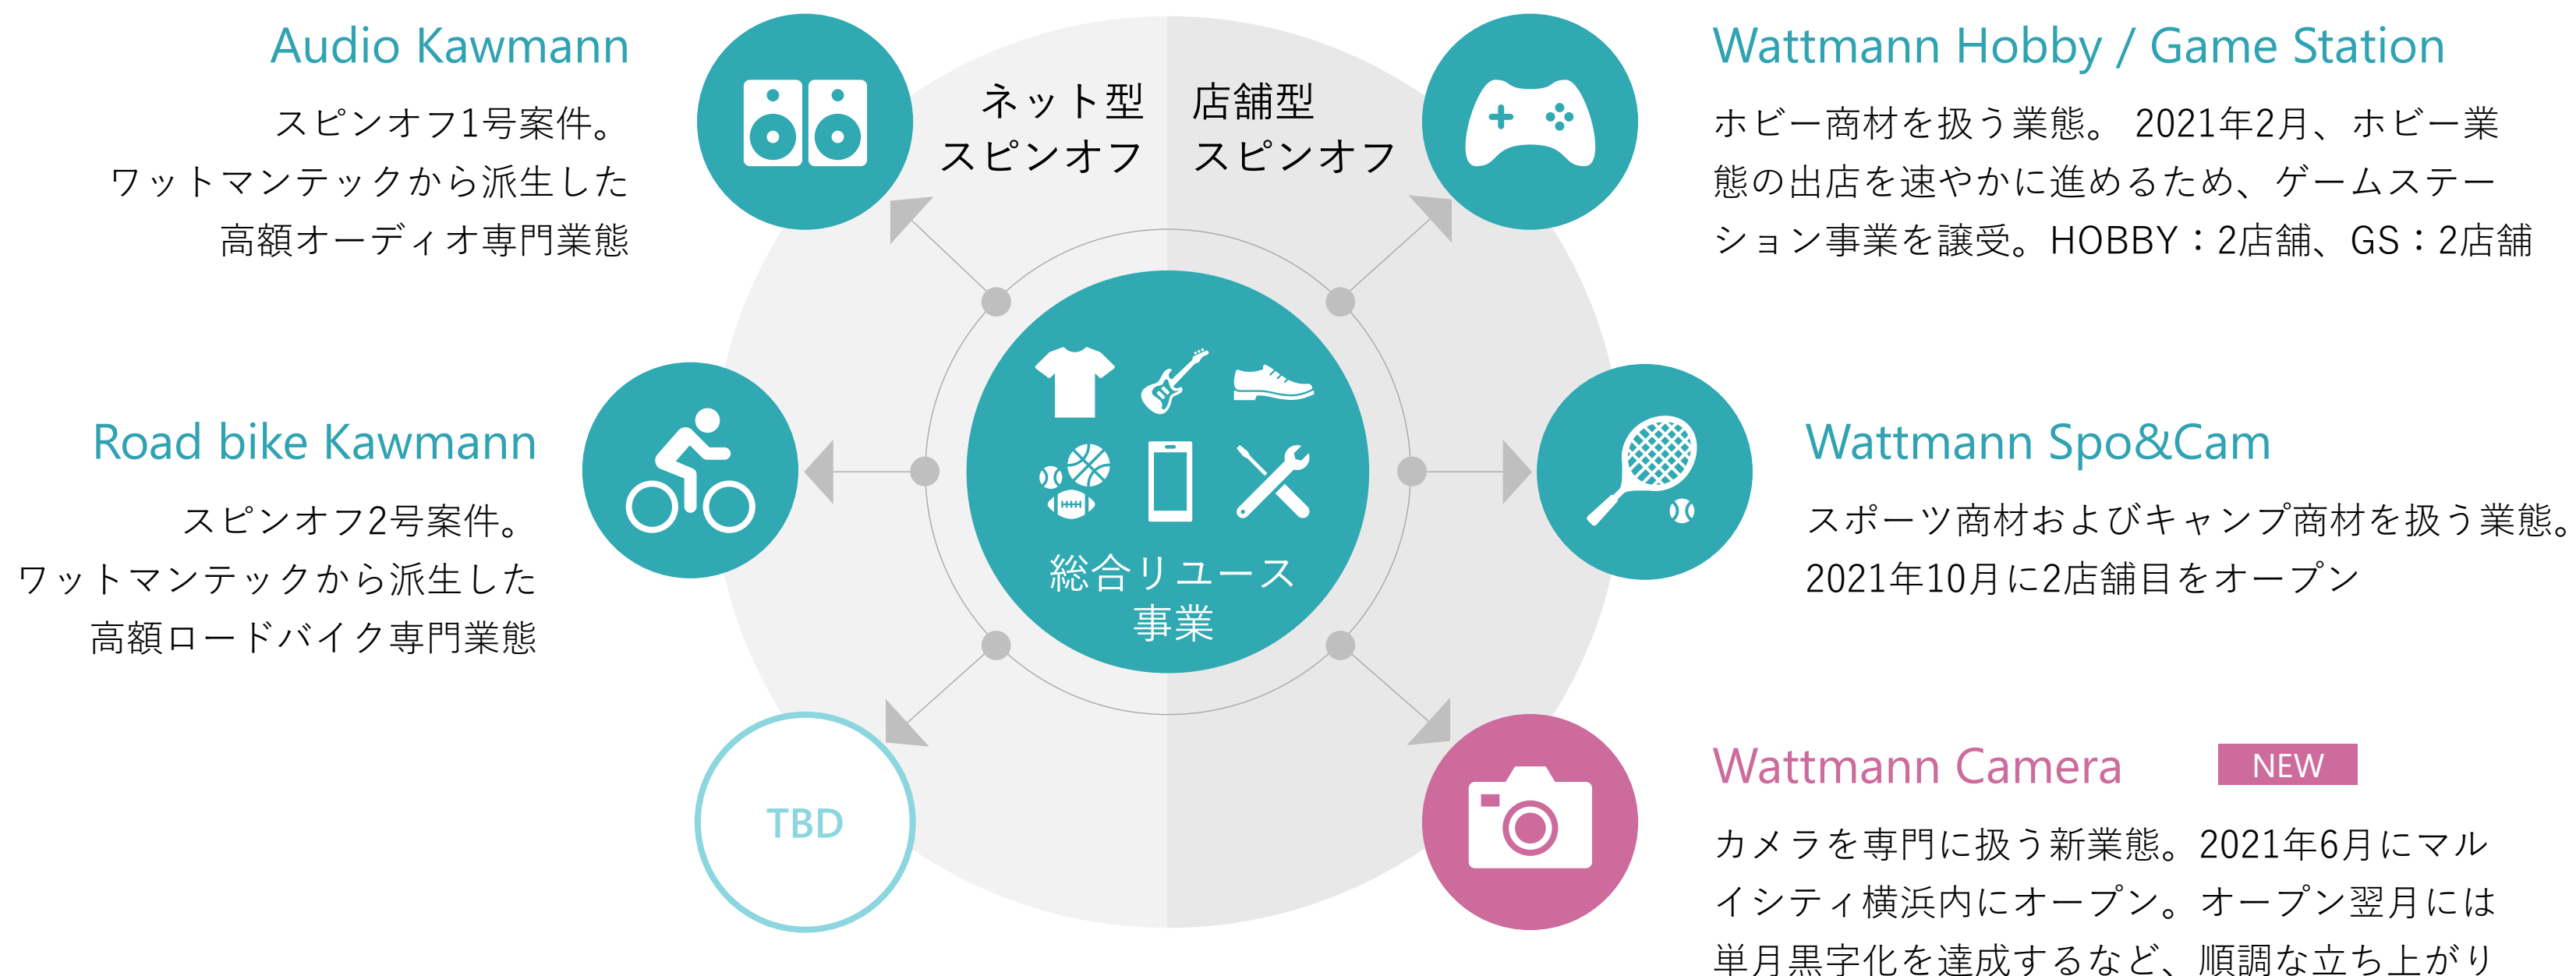 Audio Kawmann
スピンオフ1号案件。
ワットマンテックから派生した
高額オーディオ専門業態
Road bike Kawmann
スピンオフ2号案件。
ワットマンテックから派生した
高額ロードバイク専門業態
TBD
ネット型
スピンオフ
店舗型
スピンオフ
総合リユース
事業
Wattmann Hobby / Game Station
ホビー商材を扱う業態。 2021年2月、ホビー業
態の出店を速やかに進めるため、ゲームステー
ション事業を譲受。HOBBY：2店舗、GS：2店舗
Wattmann Spo&Cam
スポーツ商材およびキャンプ商材を扱う業態。
2021年10月に2店舗目をオープン
Wattmann Camera NEW
カメラを専門に扱う新業態。2021年6月にマル
イシティ横浜内にオープン。オープン翌月には
単月黒字化を達成するなど、順調な立ち上がり